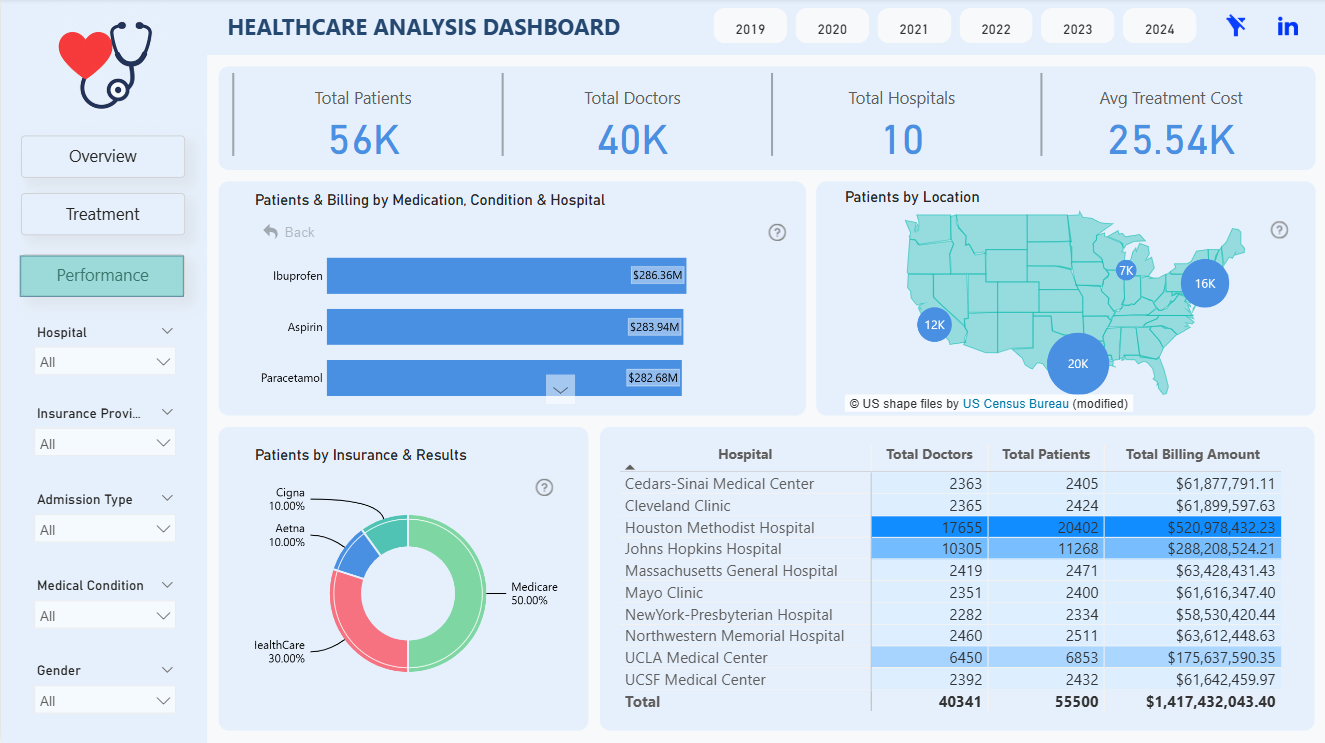 HEALTHCARE ANALYSIS DASHBOARD
2019 2020 2021 2022 2023 2024
in
Total Patients
56K
Total Doctors
40K
Total Hospitals
10
Avg Treatment Cost
25.54K
Overview
Treatment
Performance
Hospital
All
Insurance Provi...
All
Admission Type
All
Medical Condition
All
Gender
All
Patients & Billing by Medication, Condition & Hospital
Back
?
Ibuprofen $286.36M
Aspirin $283.94M
Paracetamol $282.68M
Patients by Location
?
7K
16K
12K
20K
© US shape files by US Census Bureau (modified)
Patients by Insurance & Results
?
Cigna
10.00%
Aetna
10.00%
Medicare
50.00%
lealthCare
30.00%
Hospital Total Doctors Total Patients Total Billing Amount
Cedars-Sinai Medical Center 2363 2405 $61,877,791.11
Cleveland Clinic 2365 2424 $61,899,597.63
Houston Methodist Hospital 17655 20402 $520,978,432.23
Johns Hopkins Hospital 10305 11268 $288,208,524.21
Massachusetts General Hospital 2419 2471 $63,428,431.43
Mayo Clinic 2351 2400 $61,616,347.40
NewYork-Presbyterian Hospital 2282 2334 $58,530,420.44
Northwestern Memorial Hospital 2460 2511 $63,612,448.63
UCLA Medical Center 6450 6853 $175,637,590.35
UCSF Medical Center 2392 2432 $61,642,459.97
Total 40341 55500 $1,417,432,043.40